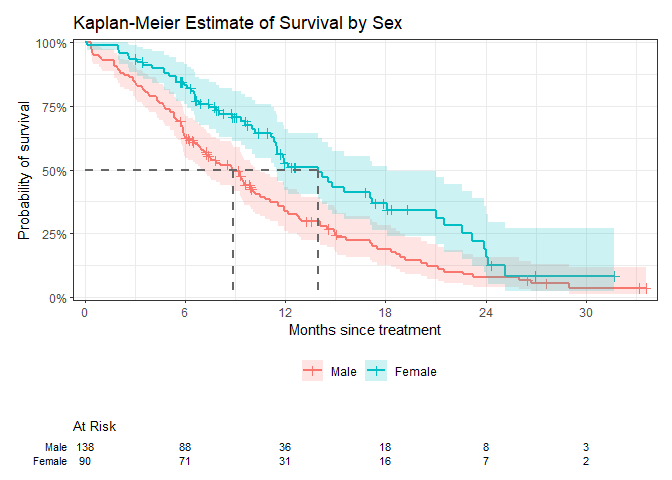 Kaplan-Meier Estimate of Survival by Sex
100%
75%
50%
25%
0%
Probability of survival
0 6 12 18 24 30
Months since treatment
Male Female
At Risk
Male 138 88 36 18 8 3
Female 90 71 31 16 7 2